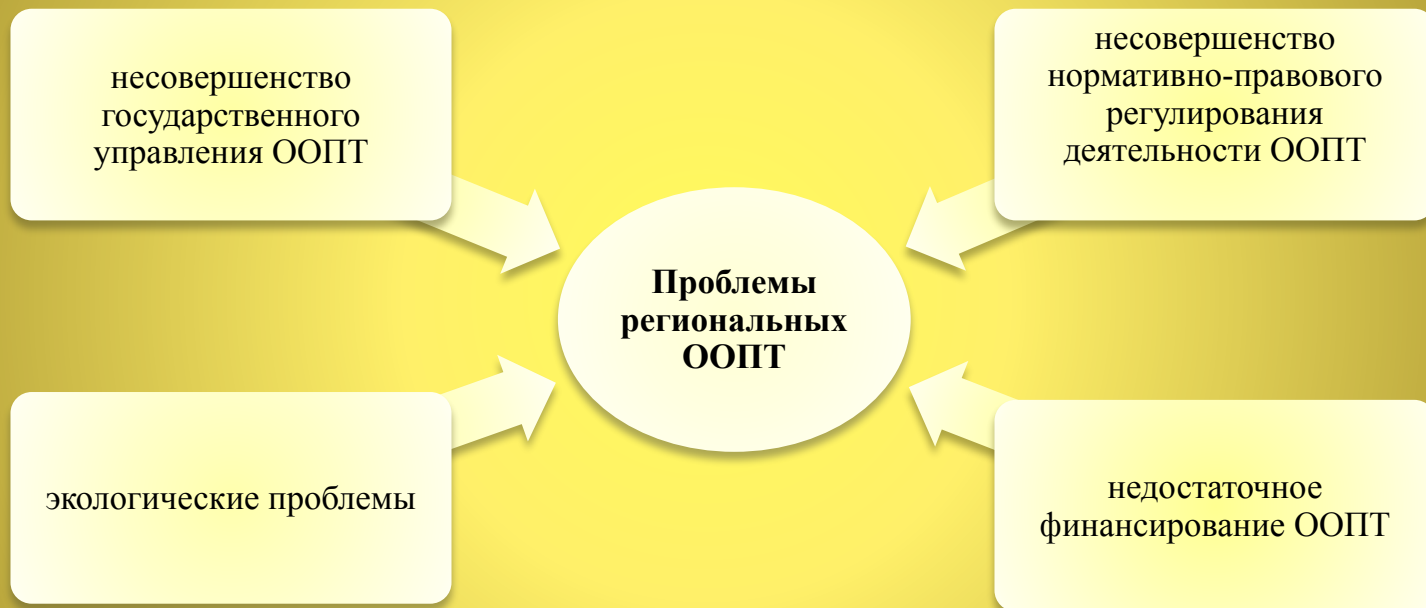 несовершенство
государственного
управления ООПТ
несовершенство
нормативно-правового
регулирования
деятельности ООПТ
Проблемы
региональных
ООПТ
экологические проблемы
недостаточное
финансирование ООПТ